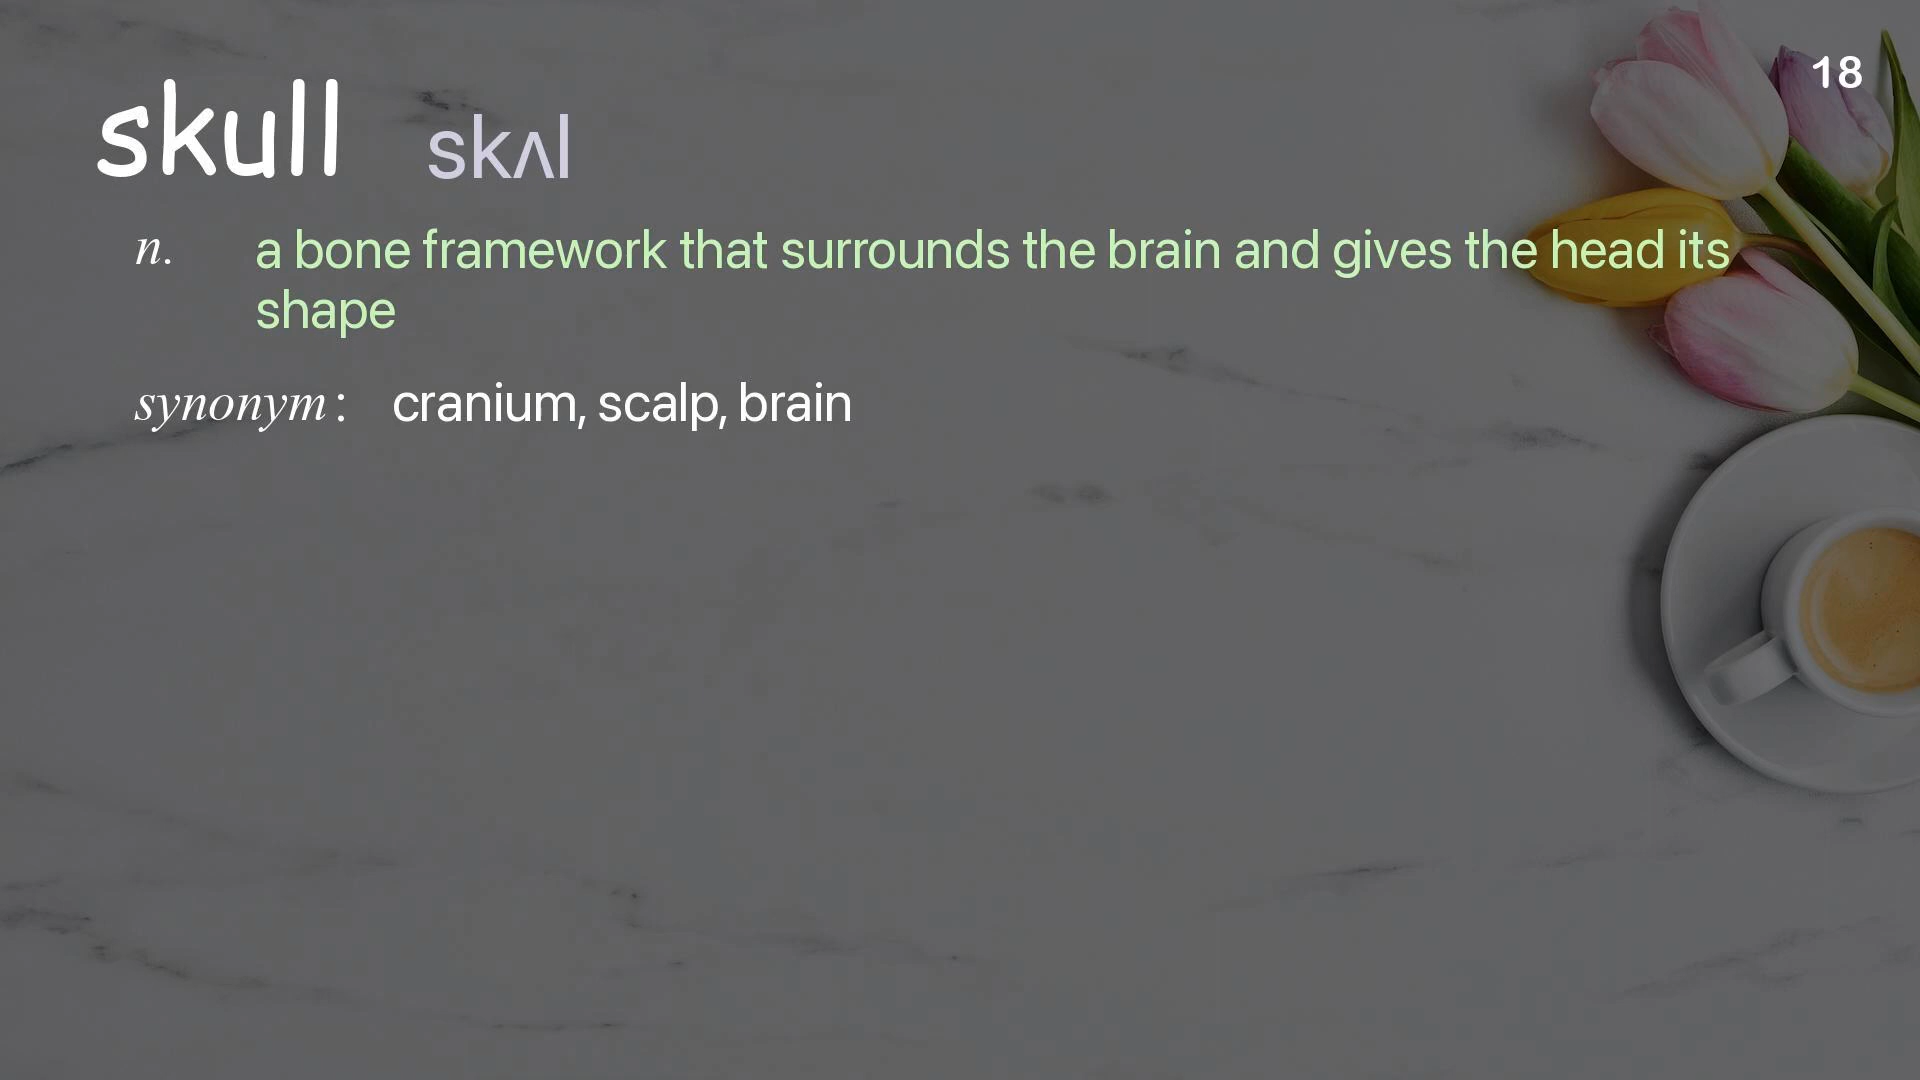 18
skull skʌl
n. a bone framework that surrounds the brain and gives the head its
shape
synonym : cranium, scalp, brain